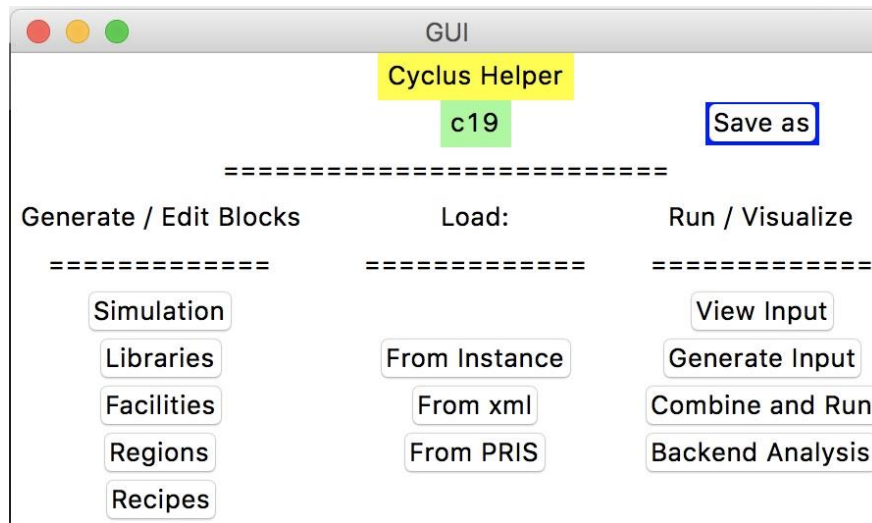 GUI
Cyclus Helper
c19 Save as
==========================
Generate / Edit Blocks Load: Run / Visualize
============= ============= =============
Simulation View Input
Libraries From Instance Generate Input
Facilities From xml Combine and Run
Regions From PRIS Backend Analysis
Recipes